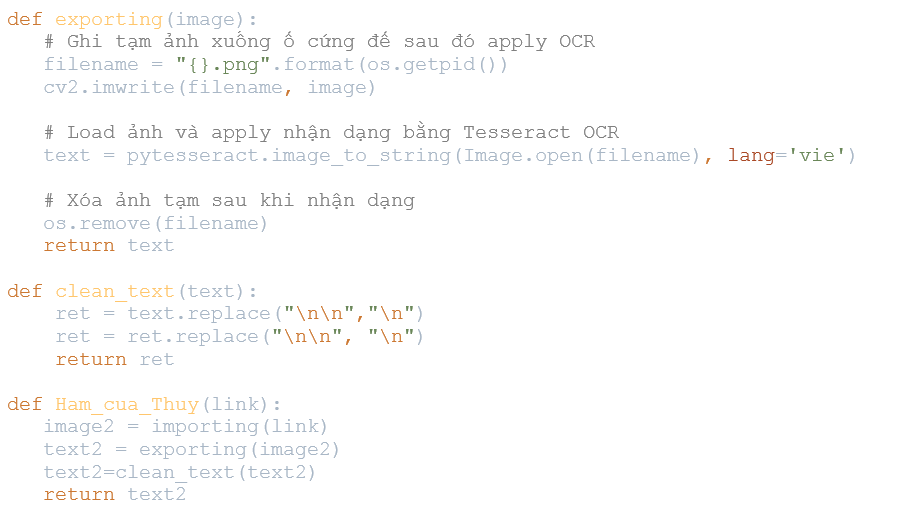 def exporting(image):
# Ghi tạm ảnh xuống ố cứng để sau đó apply OCR
filename = "{}.png".format(os.getpid())
cv2.imwrite(filename, image)
# Load ảnh và apply nhận dạng bằng Tesseract OCR
text = pytesseract.image_to_string(Image.open(filename), lang='vie')
# Xóa ảnh tạm sau khi nhận dạng
os.remove(filename)
return text
def clean_text(text):
ret = text.replace("\n\n","\n")
ret = ret.replace("\n\n", "\n")
return ret
def Ham_cua_Thuy(link):
image2 = importing(link)
text2 = exporting(image2)
text2=clean_text(text2)
return text2